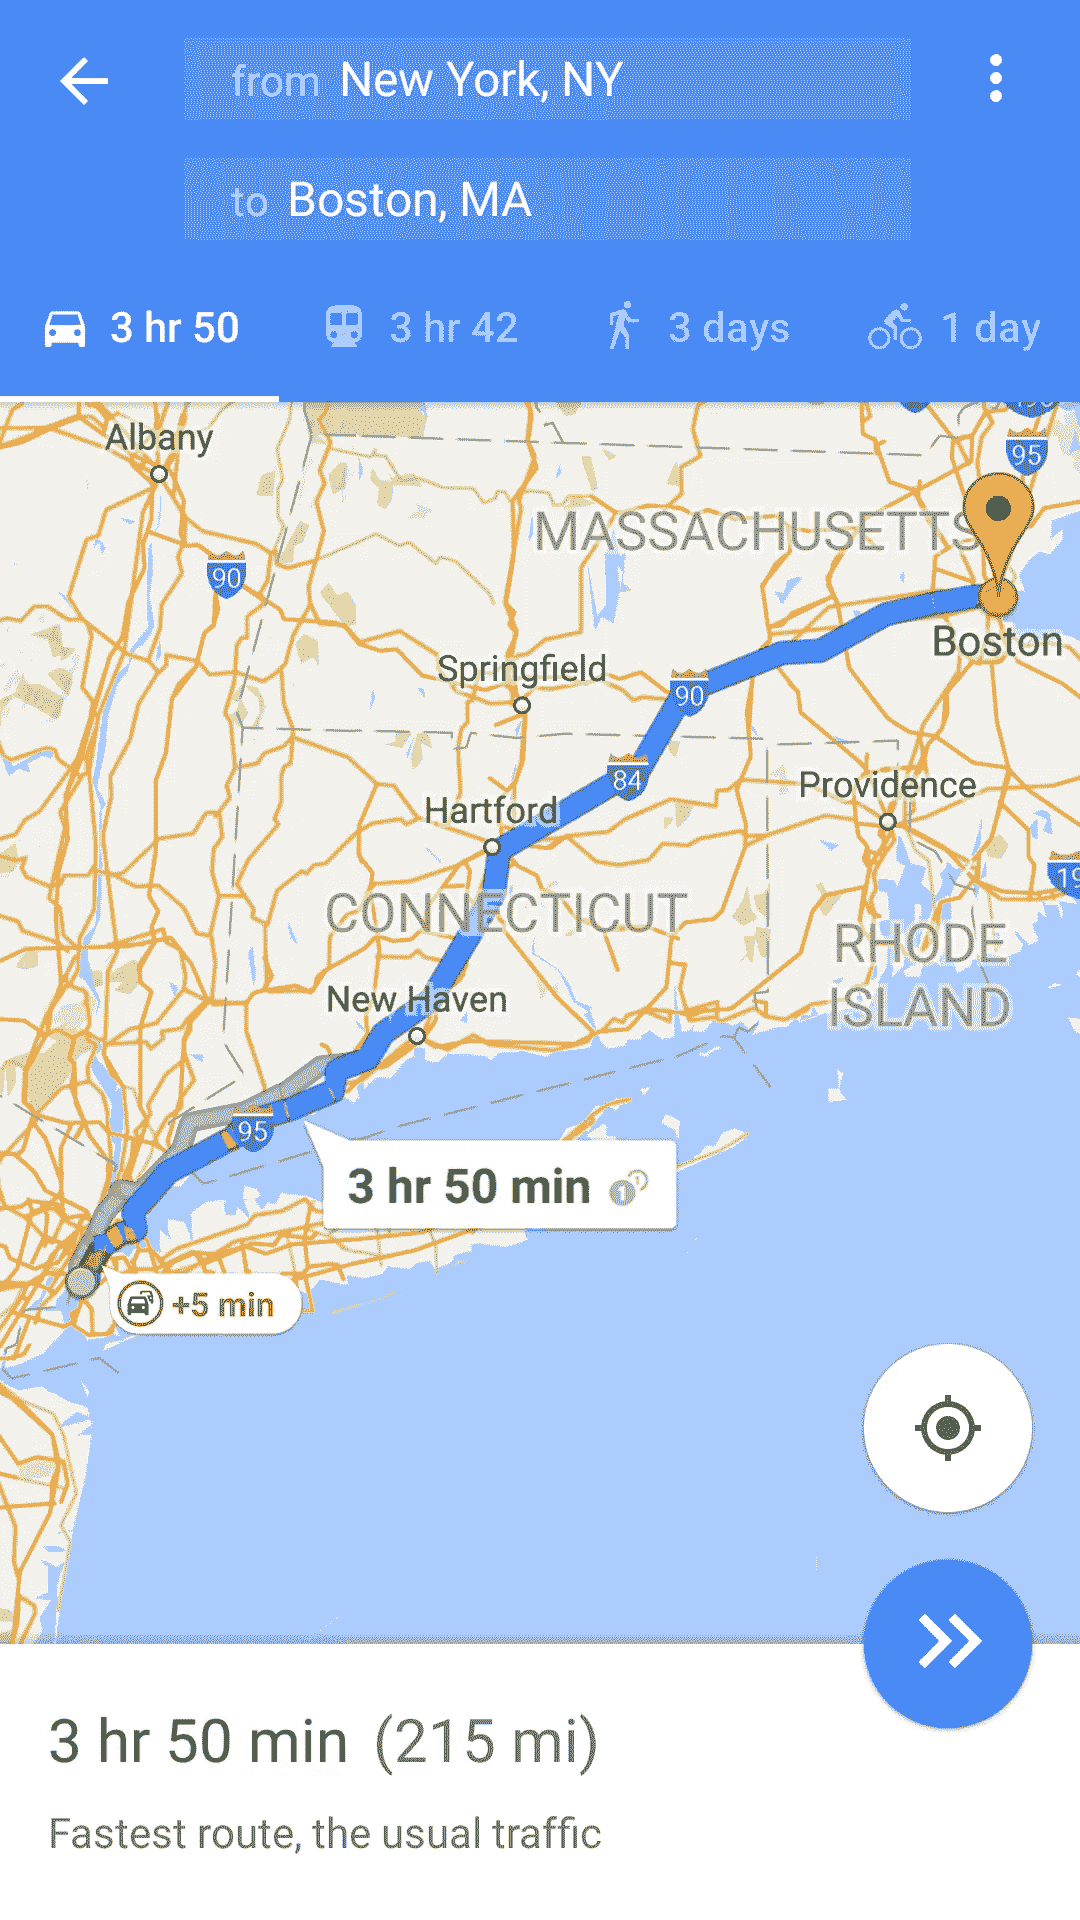 from New York, NY
to Boston, MA
3 hr 50
3 hr 42
3 days
1 day
Albany
95
MASSACHUSETTS
90
Boston
Springfield
90
84
Providence
Hartford
19
CONNECTICUT
RHODE
ISLAND
New Haven
95
3 hr 50 min
+5 min
3 hr 50 min (215 mi)
Fastest route, the usual traffic